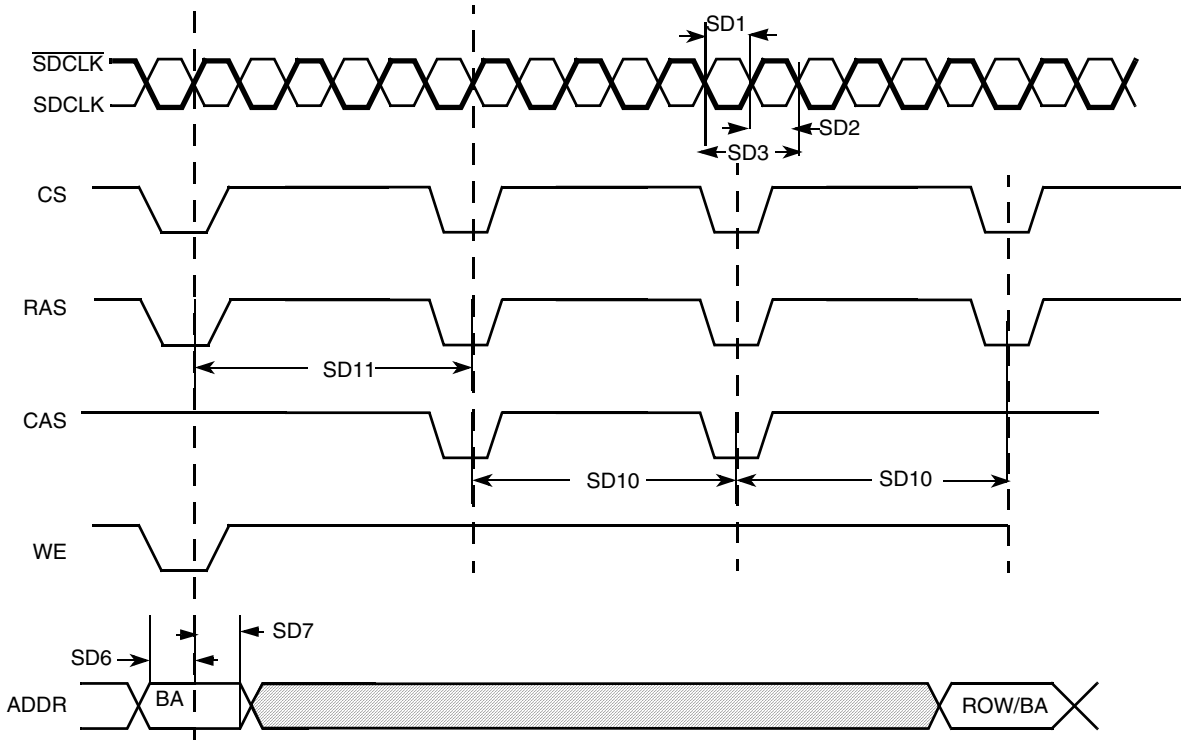 SD1
SDCLK
SDCLK
SD2
SD3
CS
RAS
SD11
CAS
SD10
SD10
WE
SD7
SD6
BA
ADDR
ROW/BA